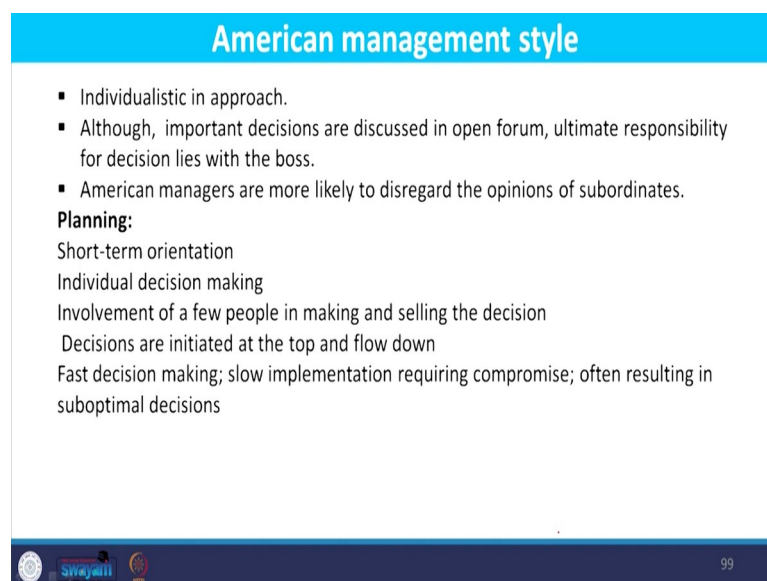 American management style
▪ Individualistic in approach.
▪ Although, important decisions are discussed in open forum, ultimate responsibility
for decision lies with the boss.
▪ American managers are more likely to disregard the opinions of subordinates.
Planning:
Short-term orientation
Individual decision making
Involvement of a few people in making and selling the decision
Decisions are initiated at the top and flow down
Fast decision making; slow implementation requiring compromise; often resulting in
suboptimal decisions
swayam
99